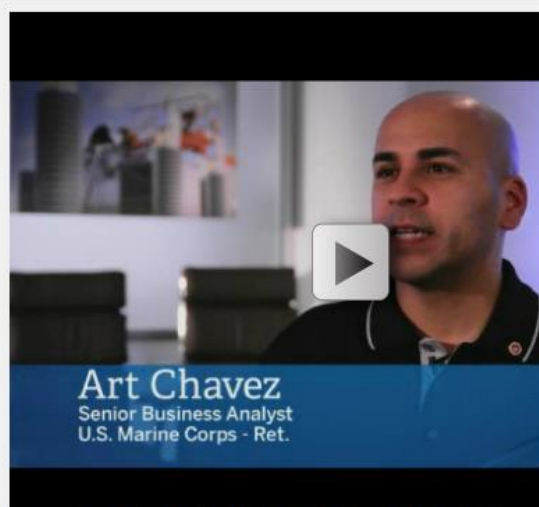 Art Chavez
Senior Business Analyst
U.S. Marine Corps - Ret.